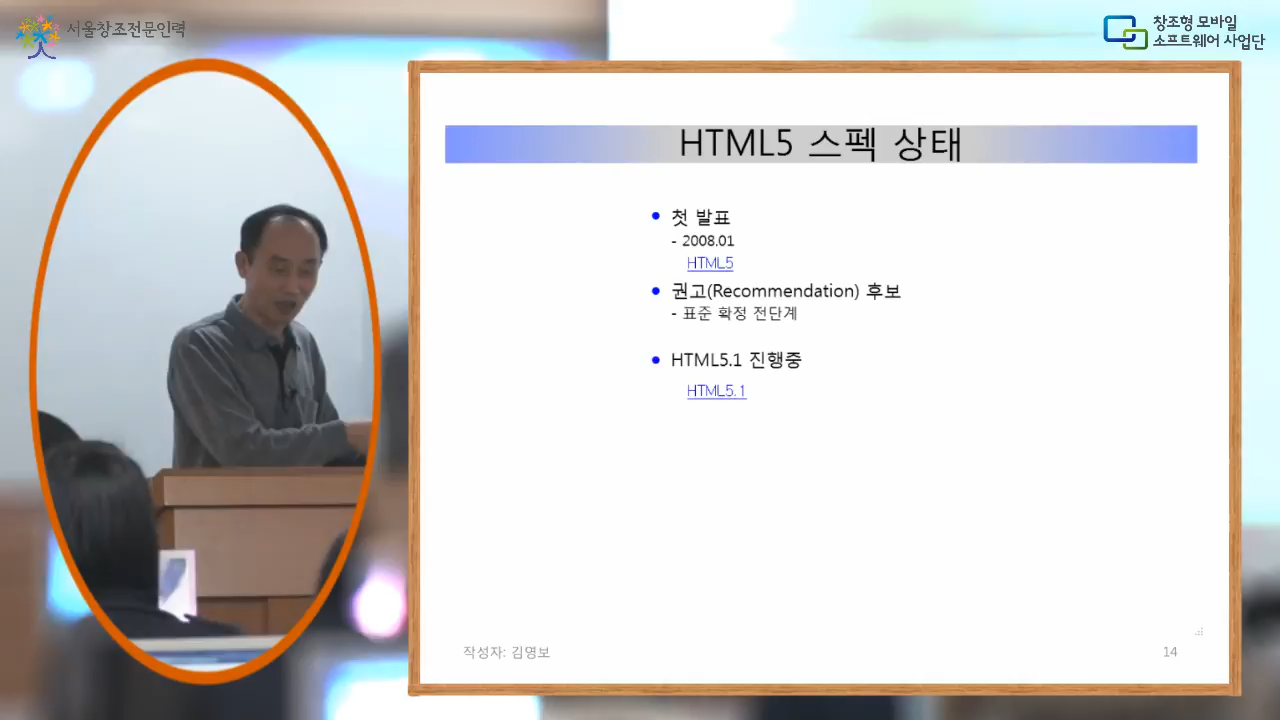 서울창조전문인력
창조형 모바일
소프트웨어 사업단
HTML5 스펙 상태
• 첫 발표
- 2008.01
HTML5
• 권고(Recommendation) 후보
- 표준 확정 전단계
• HTML5.1 진행중
HTML5.1
작성자: 김영보
14